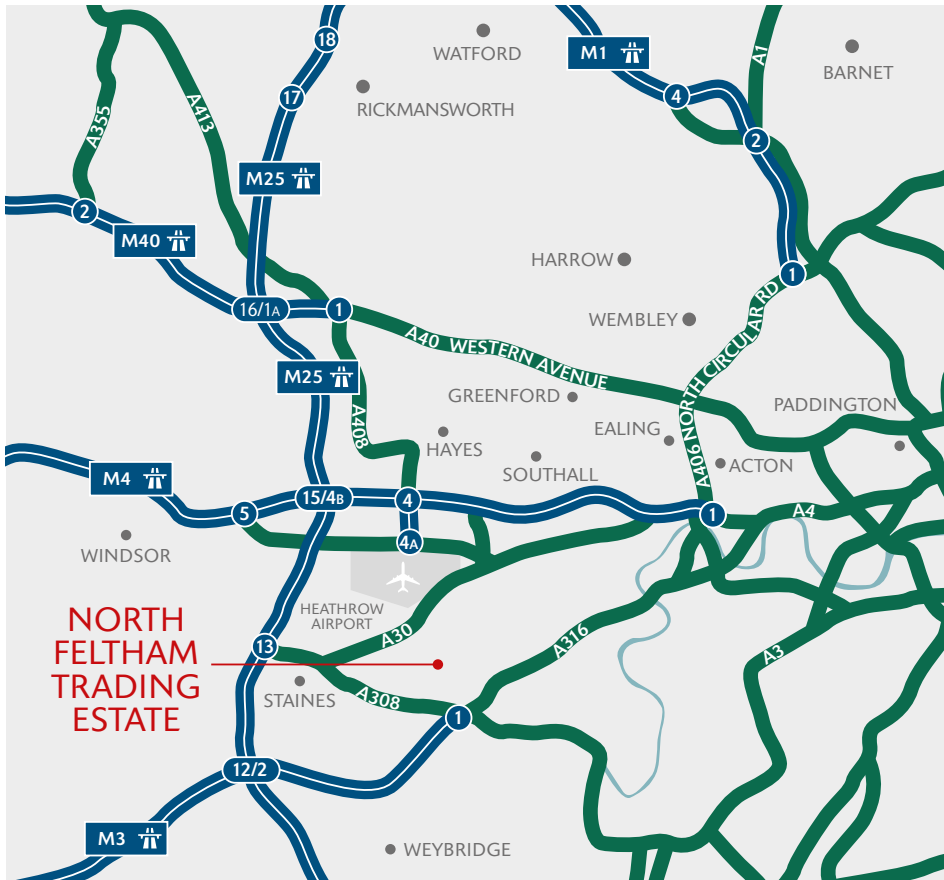 18
WATFORD
M1
A1
BARNET
17
RICKMANSWORTH
4
A355
A413
2
M25
2
M40
HARROW
1
16/1A
1
WEMBLEY
A40 WESTERN AVENUE
A406 NORTH CIRCULAR RD
M25
GREENFORD
PADDINGTON
A408
HAYES
EALING
SOUTHALL
ACTON
M4
15/4B
4
5
1
A4
4A
WINDSOR
HEATHROW
AIRPORT
NORTH
FELTHAM
TRADING
ESTATE
13
A30
A316
A3
STAINES
A308
1
12/2
M3
WEYBRIDGE